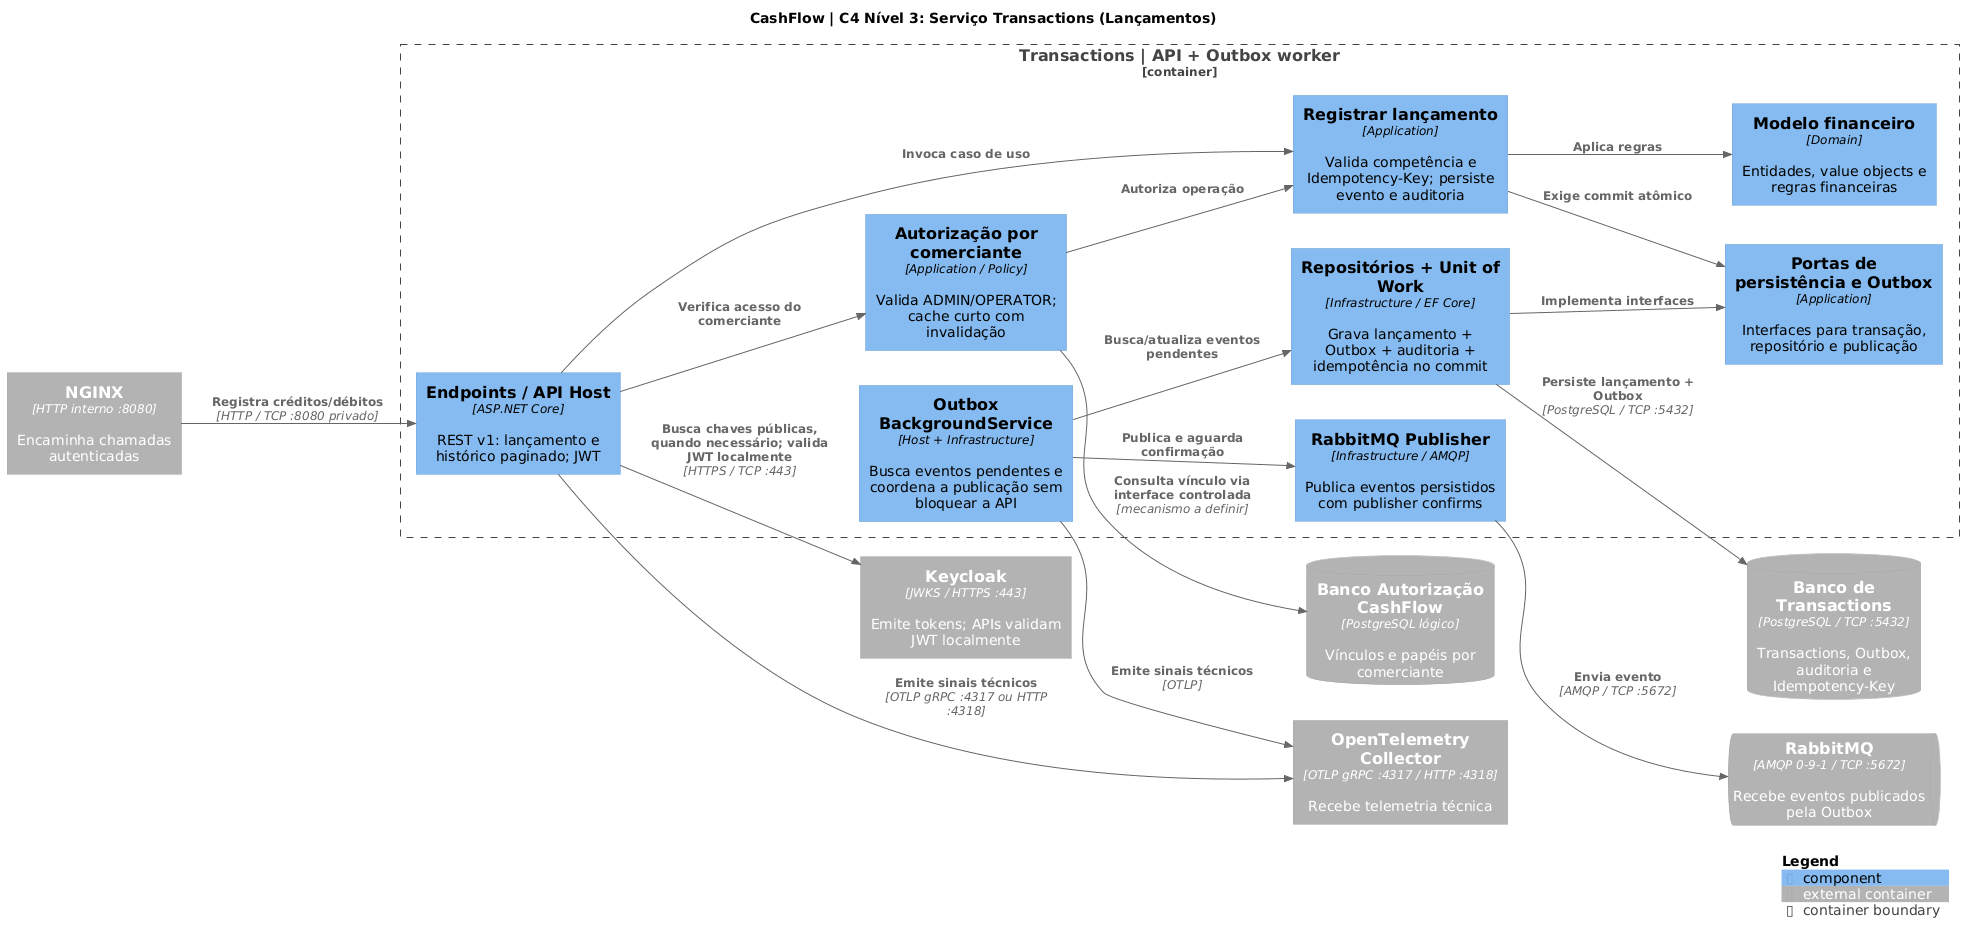 CashFlow | C4 Nível 3: Serviço Transactions (Lançamentos)
Transactions | API + Outbox worker
[container]
NGINX
[HTTP interno :8080]
Encaminha chamadas
autenticadas
Registra créditos/débitos
[HTTP / TCP :8080 privado]
Endpoints / API Host
[ASP.NET Core]
REST v1: lançamento e
histórico paginado; JWT
Invoca caso de uso
Verifica acesso do
comerciante
Busca chaves públicas,
quando necessário; valida
JWT localmente
[HTTPS / TCP :443]
Emite sinais técnicos
[OTLP gRPC :4317 ou HTTP
:4318]
Autorização por
comerciante
[Application / Policy]
Valida ADMIN/OPERATOR;
cache curto com
invalidação
Autoriza operação
Outbox
BackgroundService
[Host + Infrastructure]
Busca eventos pendentes e
coordena a publicação sem
bloquear a API
Busca/atualiza eventos
pendentes
Publica e aguarda
confirmação
Consulta vínculo via
interface controlada
[mecanismo a definir]
Emite sinais técnicos
[OTLP]
Keycloak
[JWKS / HTTPS :443]
Emite tokens; APIs validam
JWT localmente
Registrar lançamento
[Application]
Valida competência e
Idempotency-Key; persiste
evento e auditoria
Aplica regras
Exige commit atômico
Repositórios + Unit of
Work
[Infrastructure / EF Core]
Grava lançamento +
Outbox + auditoria +
idempotência no commit
Implementa interfaces
Persiste lançamento +
Outbox
[PostgreSQL / TCP :5432]
RabbitMQ Publisher
[Infrastructure / AMQP]
Publica eventos persistidos
com publisher confirms
Envia evento
[AMQP / TCP :5672]
Banco Autorização
CashFlow
[PostgreSQL lógico]
Vínculos e papéis por
comerciante
OpenTelemetry
Collector
[OTLP gRPC :4317 / HTTP :4318]
Recebe telemetria técnica
Modelo financeiro
[Domain]
Entidades, value objects e
regras financeiras
Portas de
persistência e Outbox
[Application]
Interfaces para transação,
repositório e publicação
Banco de
Transactions
[PostgreSQL / TCP :5432]
Transactions, Outbox,
auditoria e
Idempotency-Key
RabbitMQ
[AMQP 0-9-1 / TCP :5672]
Recebe eventos publicados
pela Outbox
Legend
component
external container
container boundary